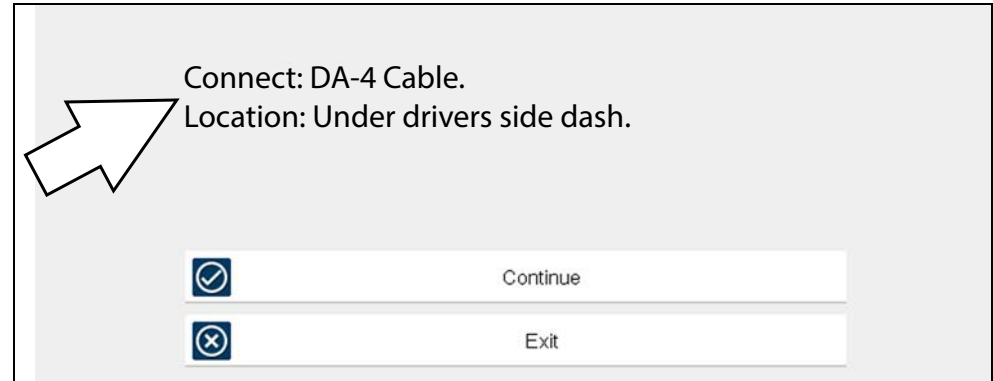 Connect: DA-4 Cable.
Location: Under drivers side dash.
Continue
Exit